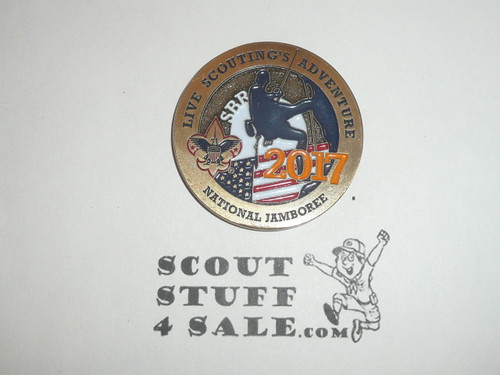 LIVE SCOUTING'S ADVENTURE
SBR
2017
NATIONAL JAMBOREE
SCOUT
STUFF
4 SALE.com